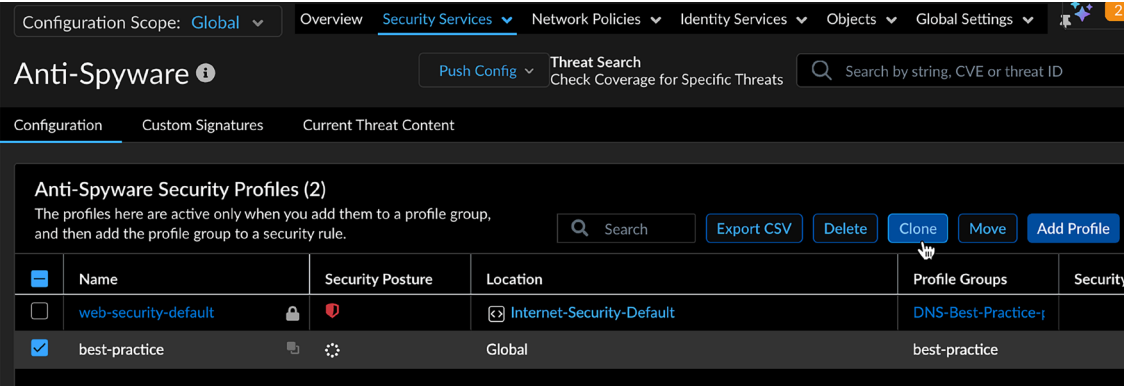 Configuration Scope: Global
Overview
Security Services
Network Policies
Identity Services
Objects
Global Settings
2
Anti-Spyware
Push Config
Threat Search
Check Coverage for Specific Threats
Search by string, CVE or threat ID
Configuration
Custom Signatures
Current Threat Content
Anti-Spyware Security Profiles (2)
The profiles here are active only when you add them to a profile group,
and then add the profile group to a security rule.
Search
Export CSV
Delete
Clone
Move
Add Profile
Name
Security Posture
Location
Profile Groups
Security
web-security-default
Internet-Security-Default
DNS-Best-Practice-
best-practice
Global
best-practice